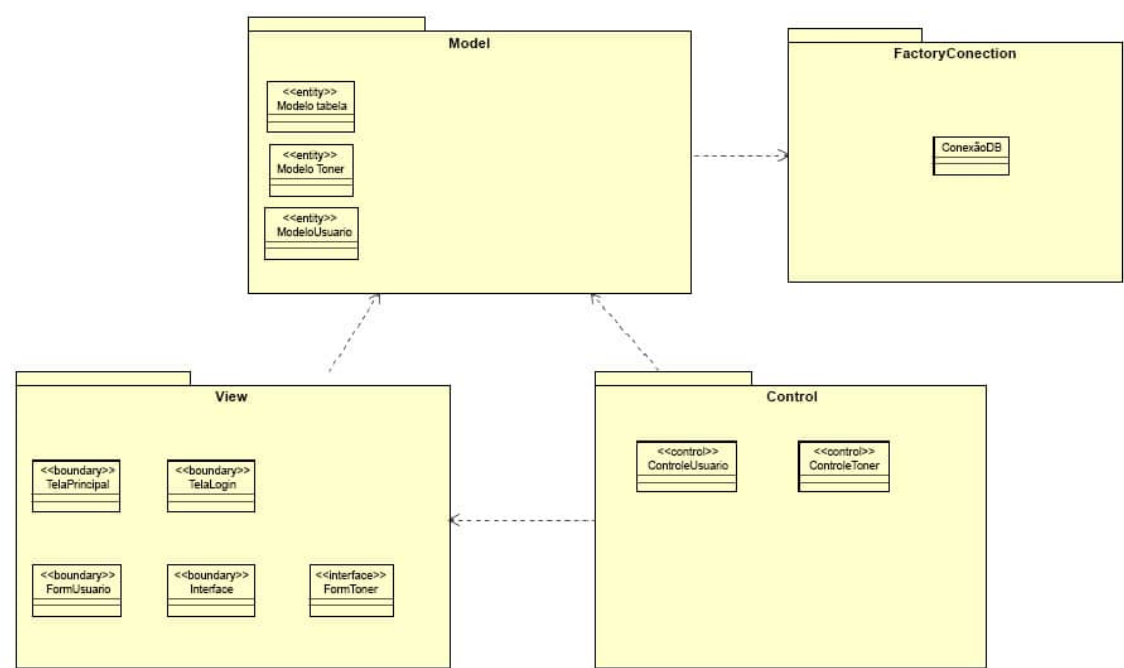 Model
<<entity>>
Modelo tabela
<<entity>>
Modelo Toner
<<entity>>
ModeloUsuario
FactoryConection
ConexãoDB
View
<<boundary>>
TelaPrincipal
<<boundary>>
TelaLogin
<<boundary>>
FormUsuario
<<boundary>>
Interface
<<interface>>
FormToner
Control
<<control>>
ControleUsuario
<<control>>
ControleToner